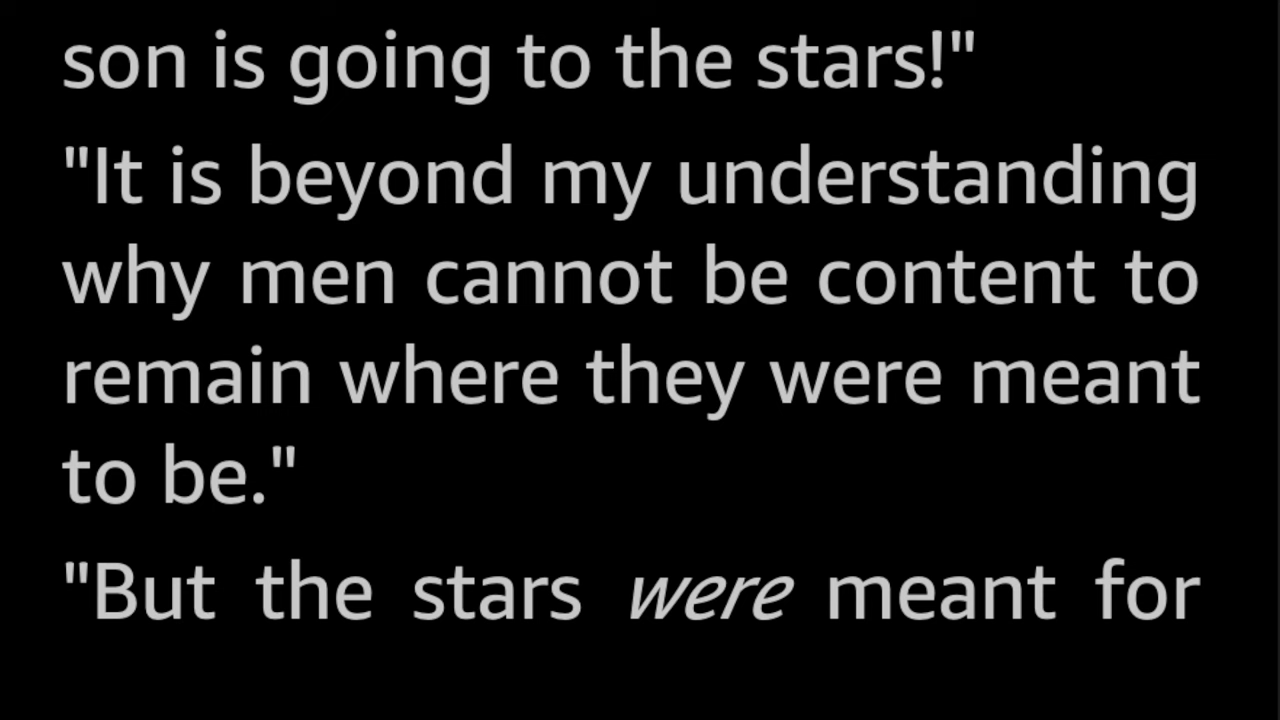 son is going to the stars!"
"It is beyond my understanding
why men cannot be content to
remain where they were meant
to be."
"But the stars were meant for